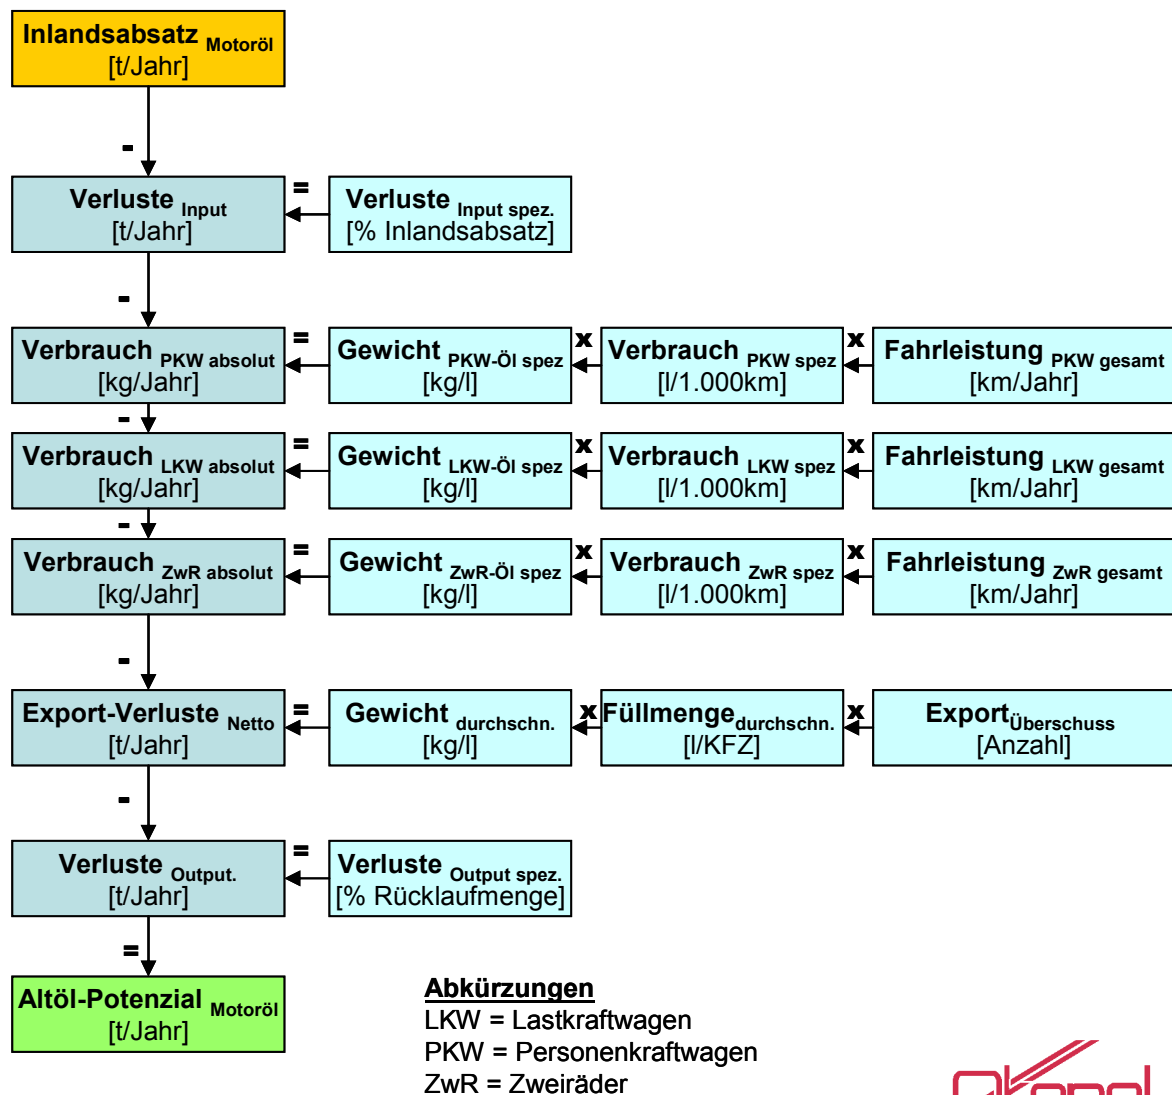 Inlandsabsatz Motoröl
[t/Jahr]
-
Verluste Input
[t/Jahr]
=
Verluste Input spez.
[% Inlandsabsatz]
-
Verbrauch PKW absolut
[kg/Jahr]
=
Gewicht PKW-Öl spez
[kg/l]
x
Verbrauch PKW spez
[l/1.000km]
x
Fahrleistung PKW gesamt
[km/Jahr]
-
Verbrauch LKW absolut
[kg/Jahr]
=
Gewicht LKW-Öl spez
[kg/l]
x
Verbrauch LKW spez
[l/1.000km]
x
Fahrleistung LKW gesamt
[km/Jahr]
-
Verbrauch ZwR absolut
[kg/Jahr]
=
Gewicht ZwR-Öl spez
[kg/l]
x
Verbrauch ZwR spez
[l/1.000km]
x
Fahrleistung ZwR gesamt
[km/Jahr]
-
Export-Verluste Netto
[t/Jahr]
=
Gewicht durchschn.
[kg/l]
x
Füllmenge durchschn.
[l/KFZ]
x
Export Überschuss
[Anzahl]
-
Verluste Output.
[t/Jahr]
=
Verluste Output spez.
[% Rücklaufmenge]
=
Altöl-Potenzial Motoröl
[t/Jahr]
Abkürzungen
LKW = Lastkraftwagen
PKW = Personenkraftwagen
ZwR = Zweiräder